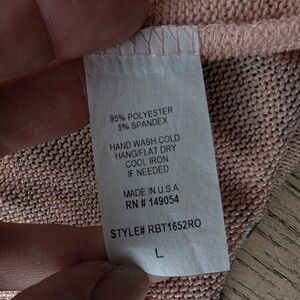 95% POLYESTER
5% SPANDEX
HAND WASH COLD
HANG/FLAT DRY
COOL IRON
IF NEEDED
MADE IN U.S.A
RN # 149054
STYLE# RBT1652RO
L